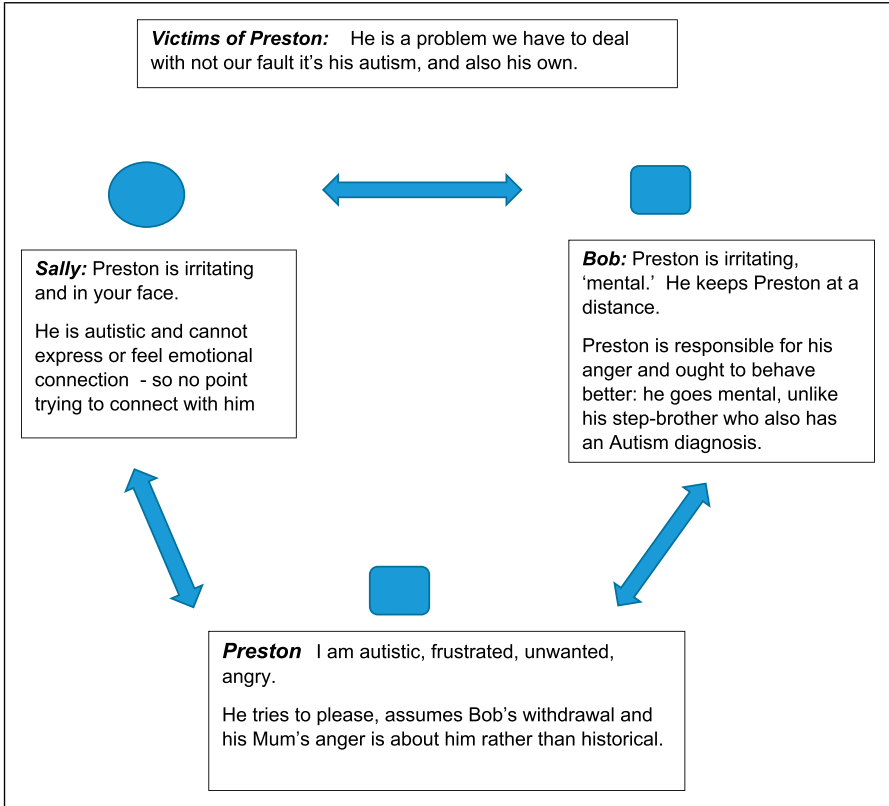 Victims of Preston: He is a problem we have to deal
with not our fault it’s his autism, and also his own.
Sally: Preston is irritating
and in your face.
He is autistic and cannot
express or feel emotional
connection - so no point
trying to connect with him
Bob: Preston is irritating,
‘mental.’ He keeps Preston at a
distance.
Preston is responsible for his
anger and ought to behave
better: he goes mental, unlike
his step-brother who also has
an Autism diagnosis.
Preston I am autistic, frustrated, unwanted,
angry.
He tries to please, assumes Bob’s withdrawal and
his Mum’s anger is about him rather than historical.